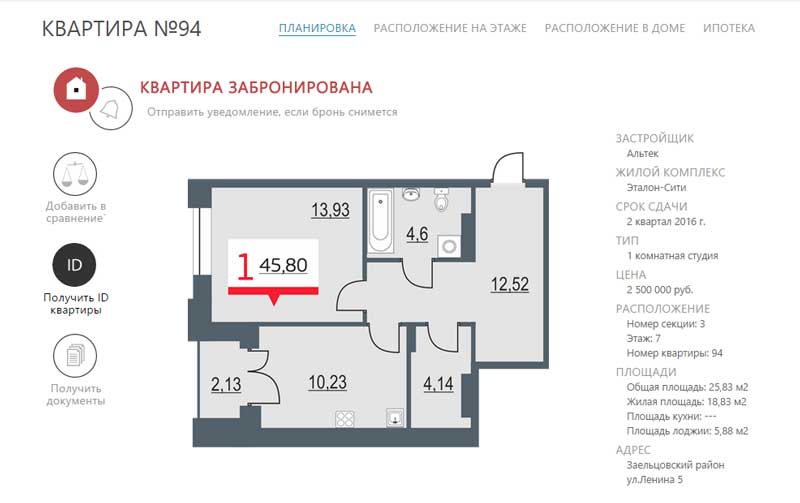 КВАРТИРА №94
ПЛАНИРОВКА
РАСПОЛОЖЕНИЕ НА ЭТАЖЕ
РАСПОЛОЖЕНИЕ В ДОМЕ
ИПОТЕКА
КВАРТИРА ЗАБРОНИРОВАНА
Отправить уведомление, если бронь снимется
Добавить в
сравнение*
ID
Получить ID
квартиры
Получить
документы
13,93
4,6
1 45,80
12,52
2,13
10,23
4,14
ЗАСТРОЙЩИК
Альтек
ЖИЛОЙ КОМПЛЕКС
Эталон-Сити
СРОК СДАЧИ
2 квартал 2016 г.
ТИП
1 комнатная студия
ЦЕНА
2 500 000 руб.
РАСПОЛОЖЕНИЕ
Номер секции: 3
Этаж: 7
Номер квартиры: 94
ПЛОЩАДИ
Общая площадь: 25,83 м2
Жилая площадь: 18,83 м2
Площадь кухни: ---
Площадь лоджии: 5,88 м2
АДРЕС
Заельцовский район
ул.Ленина 5